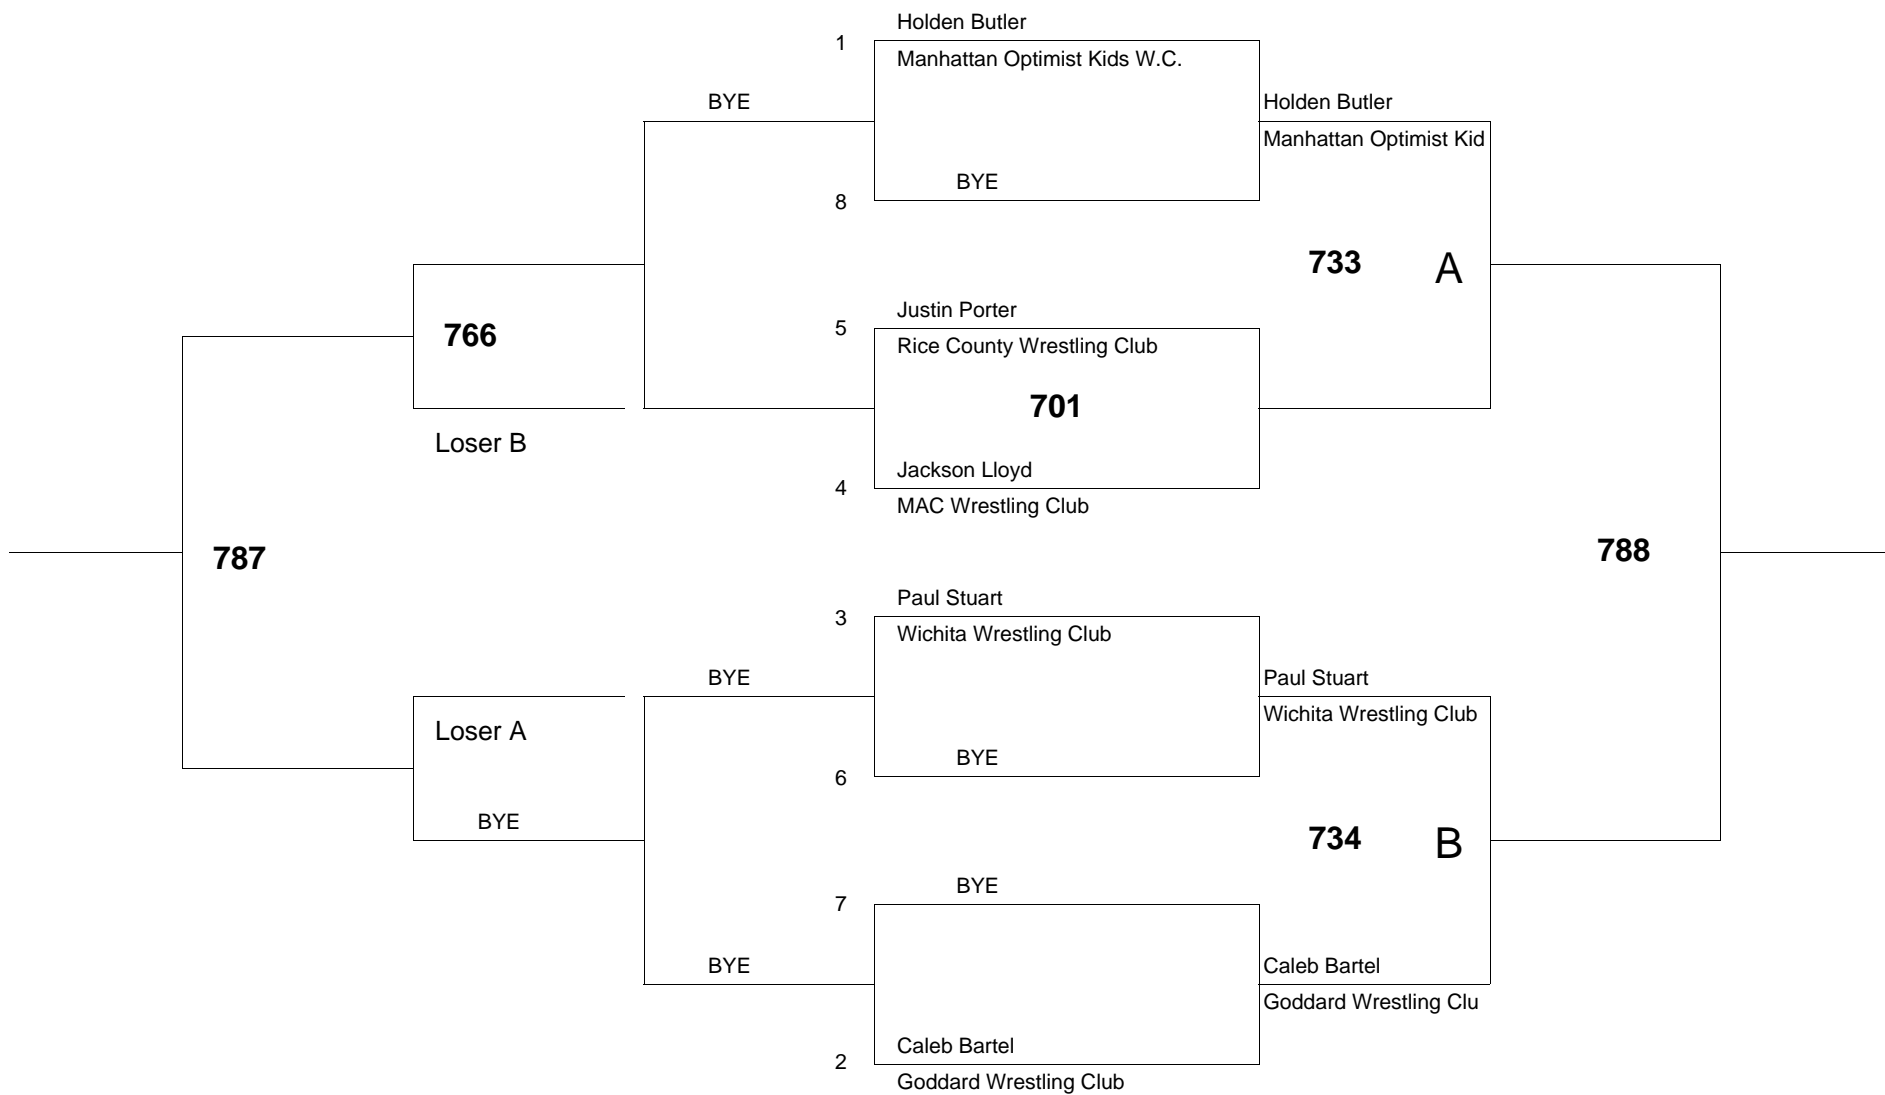 Holden Butler
1
Manhattan Optimist Kids W.C.
BYE
Holden Butler
Manhattan Optimist Kid
BYE
8
733
A
Justin Porter
5
766
Rice County Wrestling Club
701
Loser B
Jackson Lloyd
4
MAC Wrestling Club
787
788
Paul Stuart
3
Wichita Wrestling Club
BYE
Paul Stuart
Wichita Wrestling Club
Loser A
BYE
6
BYE
734
B
BYE
7
BYE
Caleb Bartel
Goddard Wrestling Clu
Caleb Bartel
2
Goddard Wrestling Club